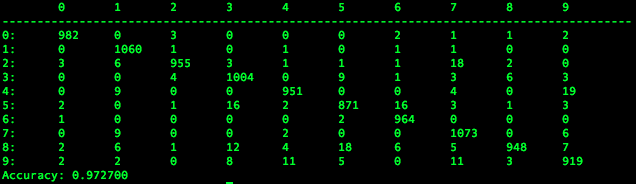 0 1 2 3 4 5 6 7 8 9
--------------------------------------------------------------------------------
0: 982 0 3 0 0 0 2 1 1 2
1: 0 1060 1 0 1 0 1 1 0 0
2: 3 6 955 3 1 1 1 18 2 0
3: 0 0 4 1004 0 9 1 3 6 3
4: 0 9 0 0 951 0 0 4 0 19
5: 2 0 1 16 2 871 16 3 1 3
6: 1 0 0 0 0 2 964 0 0 0
7: 0 9 0 0 2 0 0 1073 0 6
8: 2 6 1 12 4 18 6 5 948 7
9: 2 2 0 8 11 5 0 11 3 919
Accuracy: 0.972700